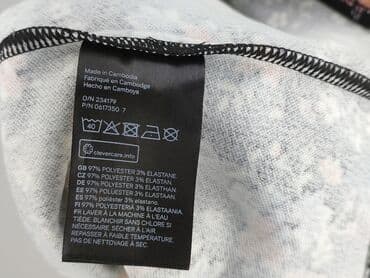 Made in Cambodia
Fabriqué en Cambodge
Hecho en Camboya
O/N 234179
P/N 0617350 7
40
clevercare.info
GB 97% POLYESTER 3% ELASTANE.
CZ 97% POLYESTER 3% ELASTAN.
DE 97% POLYESTER 3% ELASTHAN.
EE 97% POLÜESTER 3% ELASTAAN.
ES 97% poliéster 3% elastano.
FI 97% POLYESTERIÄ 3% ELASTAANIA.
FR LAVER À LA MACHINE À L'EAU
TIÈDE. BLANCHIR SANS CHLORE SI
NÉCESSAIRE. SÉCHER À L'AIR.
REPASSER À FAIBLE TEMPÉRATURE.
PAS DE NETTOYAGE À SEC.